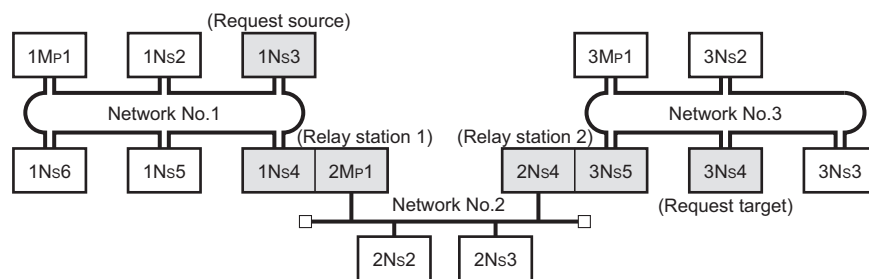 (Request source)
1MP1 1NS2 1NS3 3MP1 3NS2
Network No.1 Network No.3
(Relay station 1) (Relay station 2)
1NS6 1NS5 1NS4 2MP1 2NS4 3NS5 3NS4 3NS3
Network No.2 (Request target)
2NS2 2NS3